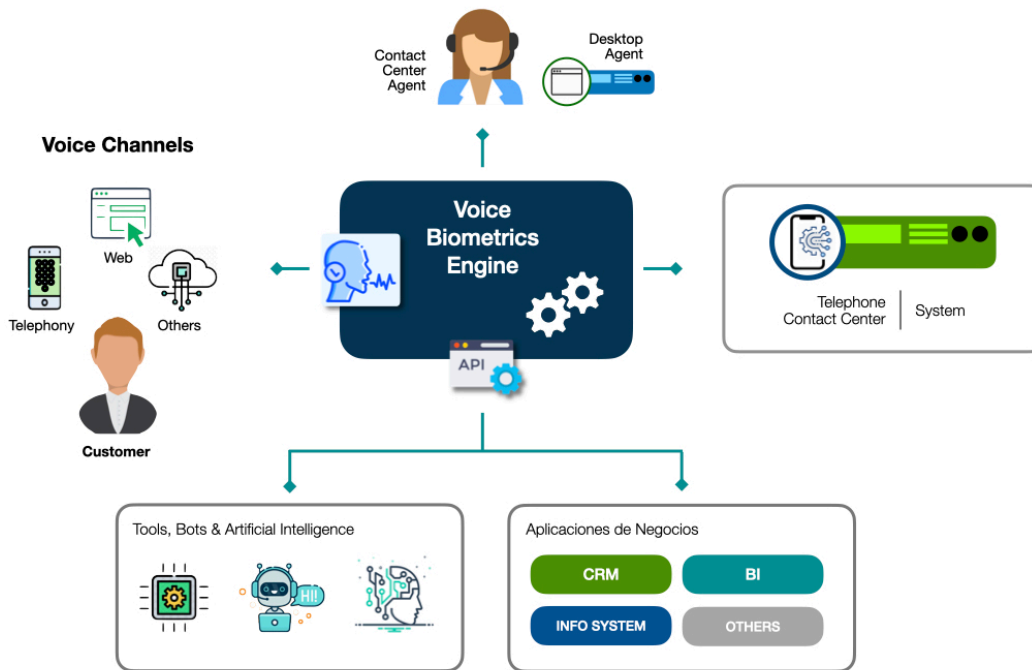 Contact
Center
Agent
Desktop
Agent
Voice Channels
Web
Telephony
Others
Customer
Voice
Biometrics
Engine
API
Telephone
Contact Center
System
Tools, Bots & Artificial Intelligence
HI!
Aplicaciones de Negocios
CRM
BI
INFO SYSTEM
OTHERS